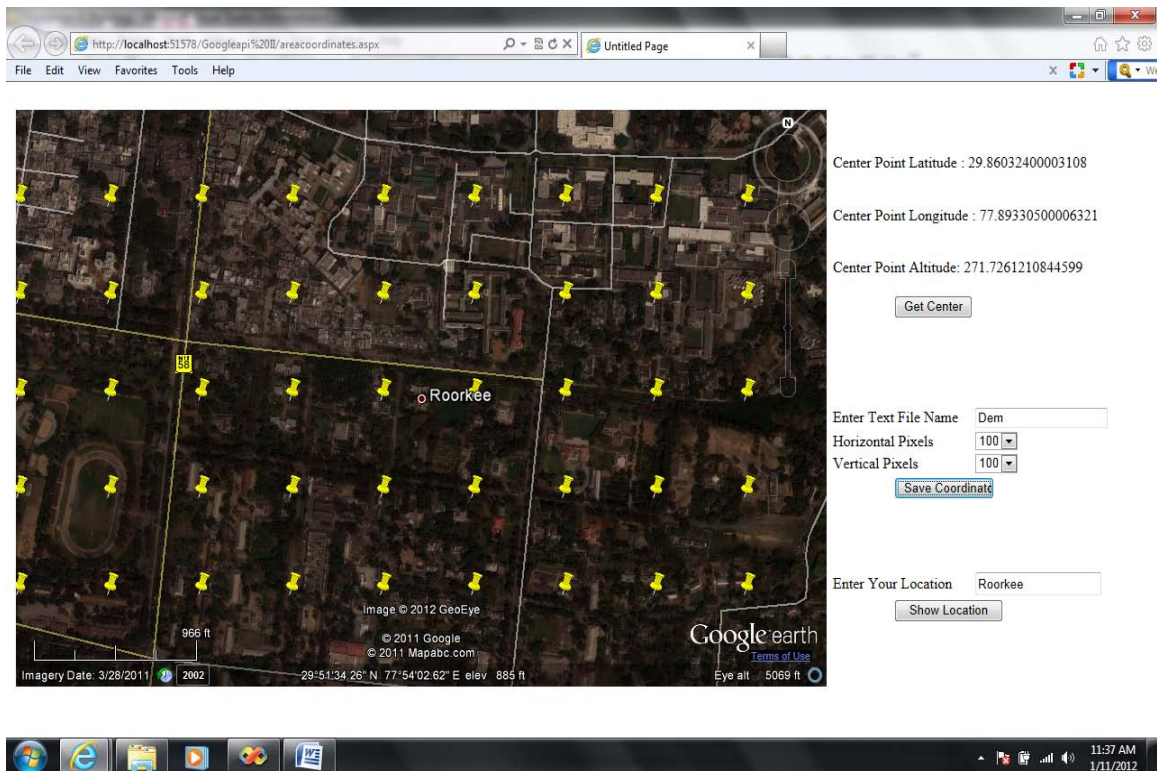 http://localhost:51578/Googleapi%20II/areacoordinates.aspx
Untitled Page
File Edit View Favorites Tools Help
N
Center Point Latitude : 29.86032400003108
Center Point Longitude : 77.89330500006321
Center Point Altitude: 271.7261210844599
Get Center
58
Roorkee
Enter Text File Name Dem
Horizontal Pixels 100
Vertical Pixels 100
Save Coordinate
Enter Your Location Roorkee
Show Location
Image © 2012 GeoEye
966 ft
© 2011 Google
© 2011 Mapabc.com
Google earth
Terms of Use
Imagery Date: 3/28/2011 2002 29°51'34.26" N 77°54'02.62" E elev 885 ft Eye alt 5069 ft
11:37 AM
1/11/2012